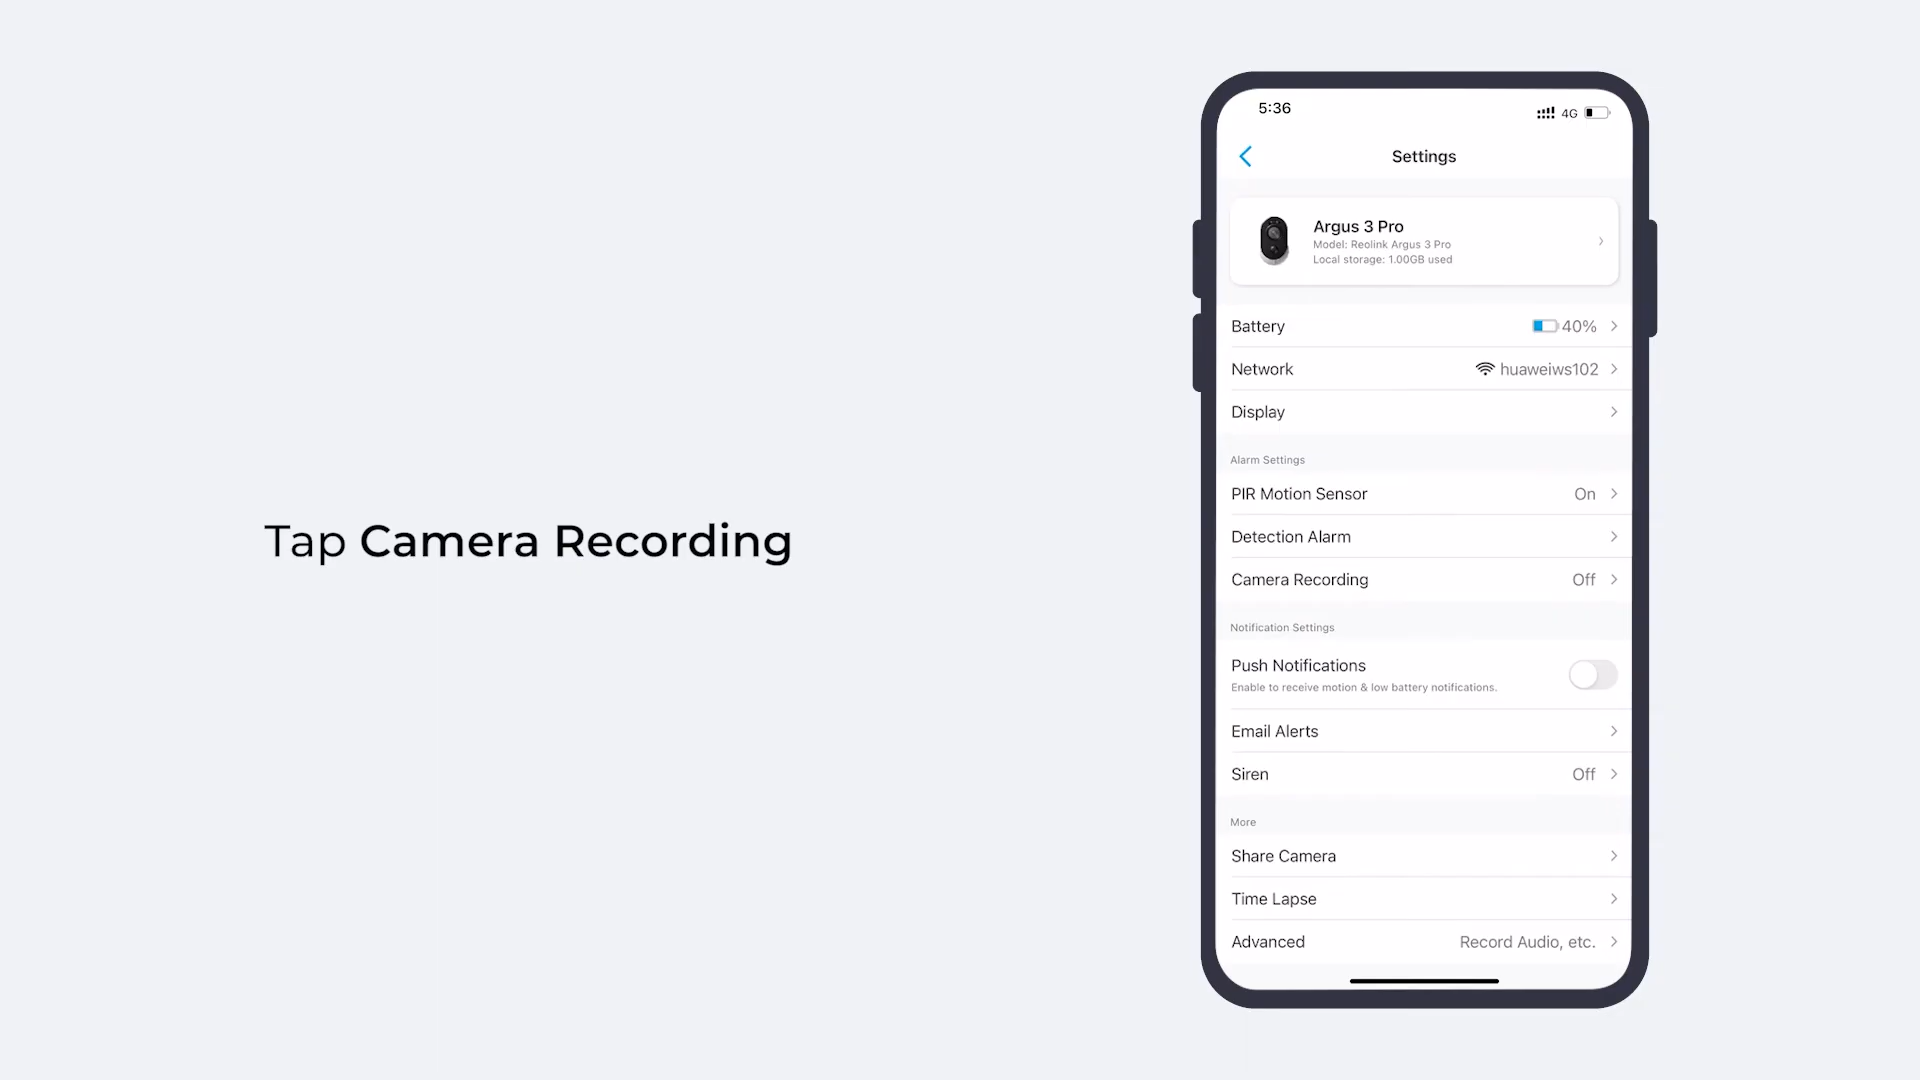 Tap Camera Recording
5:36
4G
Settings
Argus 3 Pro
Model: Reolink Argus 3 Pro
Local storage: 1.00GB used
Battery 40%
Network huaweiws102
Display
Alarm Settings
PIR Motion Sensor On
Detection Alarm
Camera Recording Off
Notification Settings
Push Notifications
Enable to receive motion & low battery notifications.
Email Alerts
Siren Off
More
Share Camera
Time Lapse
Advanced Record Audio, etc.